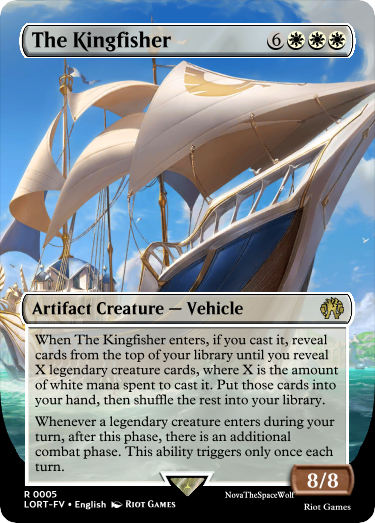 The Kingfisher 6
Artifact Creature — Vehicle
When The Kingfisher enters, if you cast it, reveal
cards from the top of your library until you reveal
X legendary creature cards, where X is the amount
of white mana spent to cast it. Put those cards into
your hand, then shuffle the rest into your library.
Whenever a legendary creature enters during your
turn, after this phase, there is an additional
combat phase. This ability triggers only once each
turn.
8/8
R 0005
LORT-FV • English Riot Games
NovaTheSpaceWolf
Riot Games